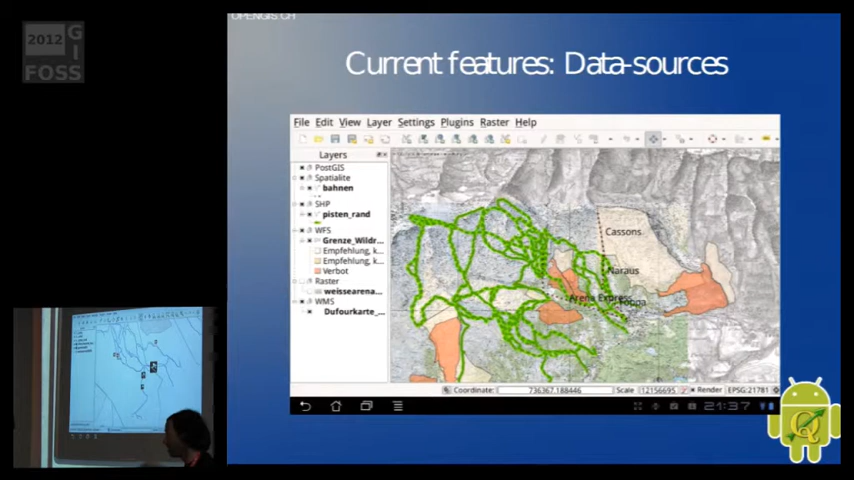 OPENGIS.CH
2012
G
I
FOSS
Current features: Data-sources
File Edit View Layer Settings Plugins Raster Help
Layers
PostGIS
Spatialite
bahnen
SHP
pisten_rand
WFS
Grenze_Wildr...
Empfehlung, k...
Empfehlung, k...
Verbot
Raster
weissearena...
WMS
Dufourkarte_...
Cassons
Naraus
Arena Express
Coordinate: 736367.188446 Scale 12156695 Render EPSG:21781
21:37